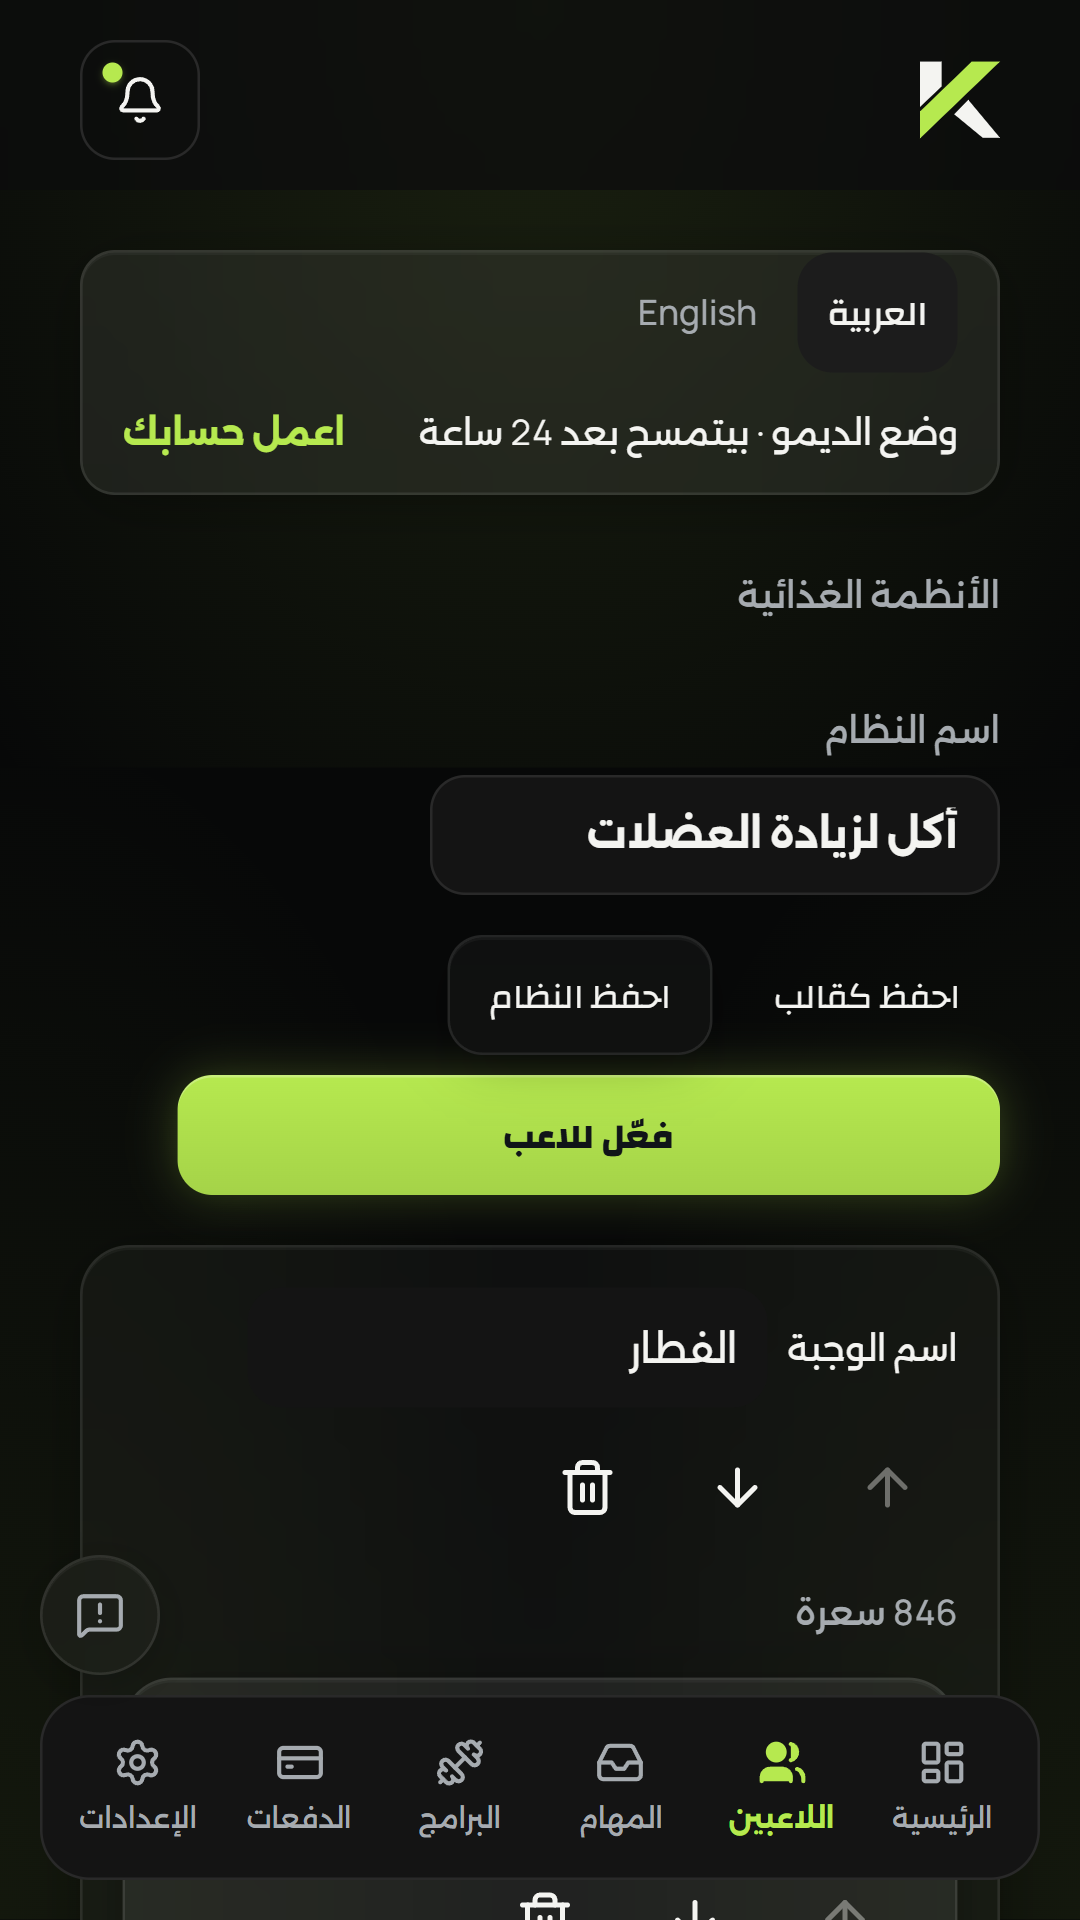 العربية
English
وضع الديمو · بيتمسح بعد 24 ساعة
اعمل حسابك
الأنظمة الغذائية
اسم النظام
أكل لزيادة العضلات
احفظ كقالب
احفظ النظام
فعّل للاعب
اسم الوجبة
الفطار
846 سعرة
الرئيسية
اللاعبين
المهام
البرامج
الدفعات
الإعدادات